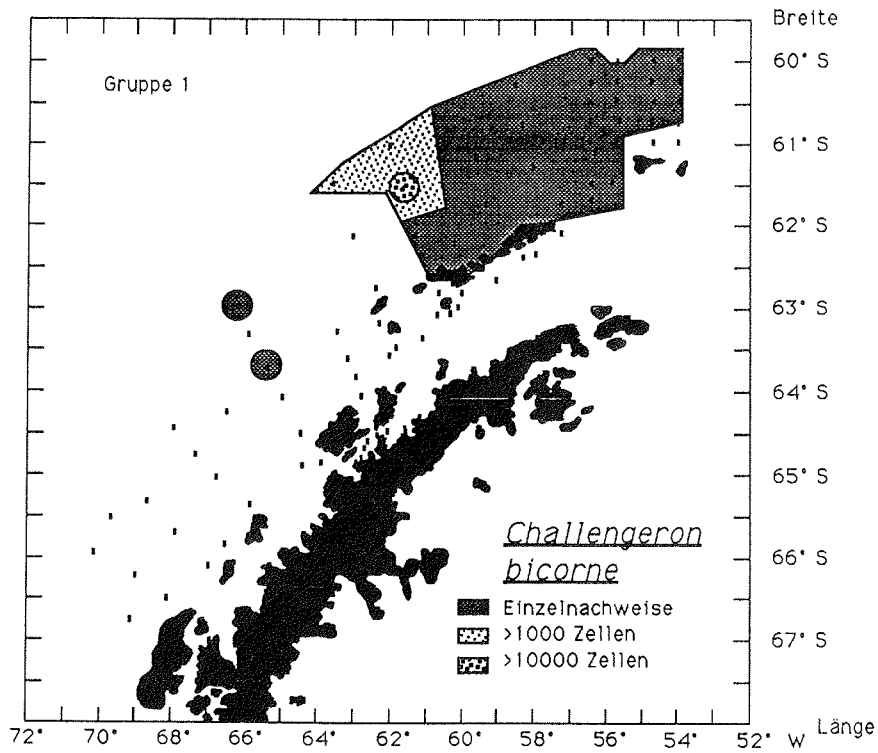 Breite
60° S
Gruppe 1
61° S
62° S
63° S
64° S
65° S
Challengeron
bicorne
66° S
Einzelnachweise
>1000 Zellen
67° S
>10000 Zellen
72° 70° 68° 66° 64° 62° 60° 58° 56° 54° 52° W Länge